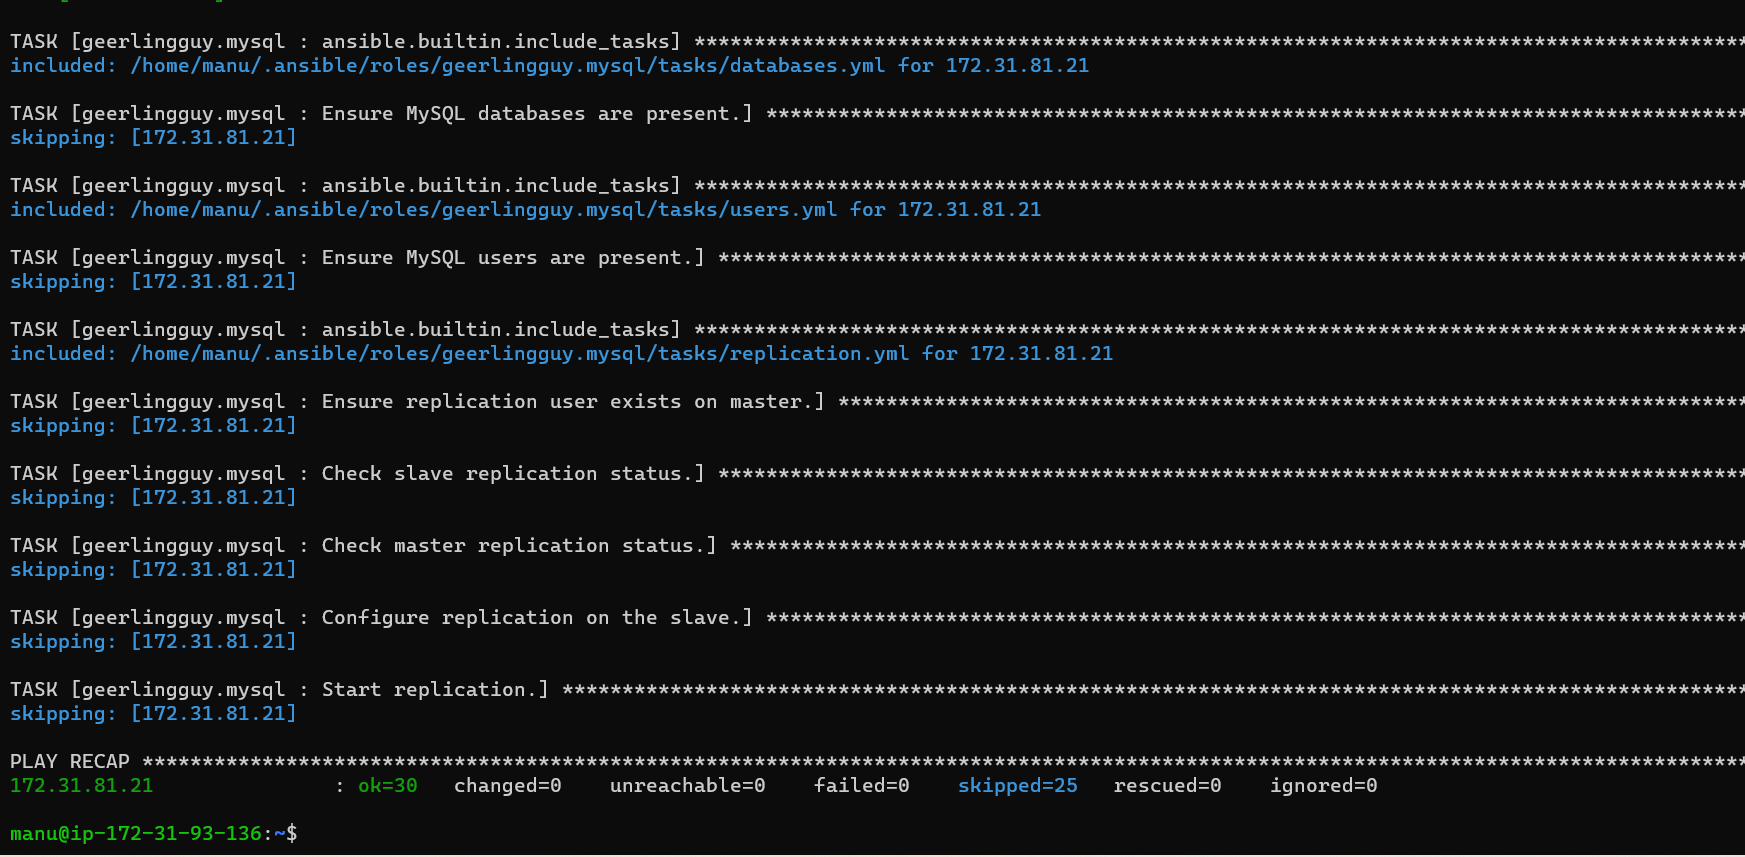 TASK [geerlingguy.mysql : ansible.builtin.include_tasks] ****************************************************************************************
included: /home/manu/.ansible/roles/geerlingguy.mysql/tasks/databases.yml for 172.31.81.21
TASK [geerlingguy.mysql : Ensure MySQL databases are present.] **********************************************************************************
skipping: [172.31.81.21]
TASK [geerlingguy.mysql : ansible.builtin.include_tasks] ****************************************************************************************
included: /home/manu/.ansible/roles/geerlingguy.mysql/tasks/users.yml for 172.31.81.21
TASK [geerlingguy.mysql : Ensure MySQL users are present.] **************************************************************************************
skipping: [172.31.81.21]
TASK [geerlingguy.mysql : ansible.builtin.include_tasks] ****************************************************************************************
included: /home/manu/.ansible/roles/geerlingguy.mysql/tasks/replication.yml for 172.31.81.21
TASK [geerlingguy.mysql : Ensure replication user exists on master.] ****************************************************************************
skipping: [172.31.81.21]
TASK [geerlingguy.mysql : Check slave replication status.] **************************************************************************************
skipping: [172.31.81.21]
TASK [geerlingguy.mysql : Check master replication status.] *************************************************************************************
skipping: [172.31.81.21]
TASK [geerlingguy.mysql : Configure replication on the slave.] **********************************************************************************
skipping: [172.31.81.21]
TASK [geerlingguy.mysql : Start replication.] ***************************************************************************************************
skipping: [172.31.81.21]
PLAY RECAP **************************************************************************************************************************************
172.31.81.21               : ok=30   changed=0    unreachable=0    failed=0    skipped=25   rescued=0    ignored=0
manu@ip-172-31-93-136:~$